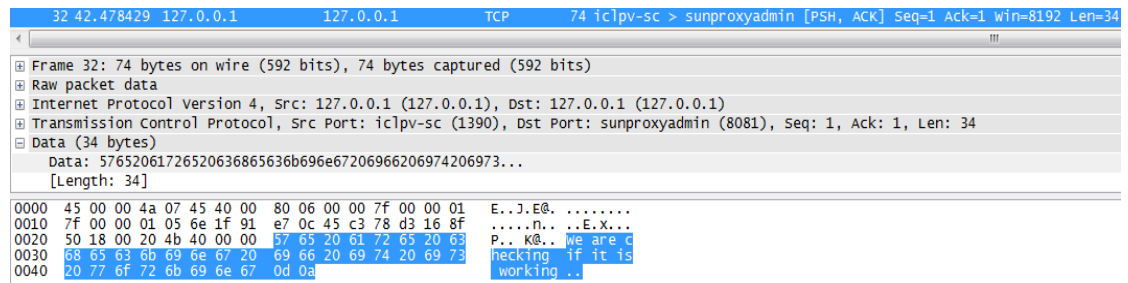 32 42.478429 127.0.0.1 127.0.0.1 TCP 74 iclpv-sc > sunproxyadmin [PSH, ACK] Seq=1 Ack=1 Win=8192 Len=34
Frame 32: 74 bytes on wire (592 bits), 74 bytes captured (592 bits)
Raw packet data
Internet Protocol Version 4, Src: 127.0.0.1 (127.0.0.1), Dst: 127.0.0.1 (127.0.0.1)
Transmission Control Protocol, Src Port: iclpv-sc (1390), Dst Port: sunproxyadmin (8081), Seq: 1, Ack: 1, Len: 34
Data (34 bytes)
Data: 57652061726520636865636b696e67206966206974206973...
[Length: 34]
0000 45 00 00 4a 07 45 40 00 80 06 00 00 7f 00 00 01 E..J.E@. ........
0010 7f 00 00 01 05 6e 1f 91 e7 0c 45 c3 78 d3 16 8f .....n.. ..E.x...
0020 50 18 00 20 4b 40 00 00 57 65 20 61 72 65 20 63 P.. K@.. We are c
0030 68 65 63 6b 69 6e 67 20 69 66 20 69 74 20 69 73 hecking if it is
0040 20 77 6f 72 6b 69 6e 67 0d 0a working ..